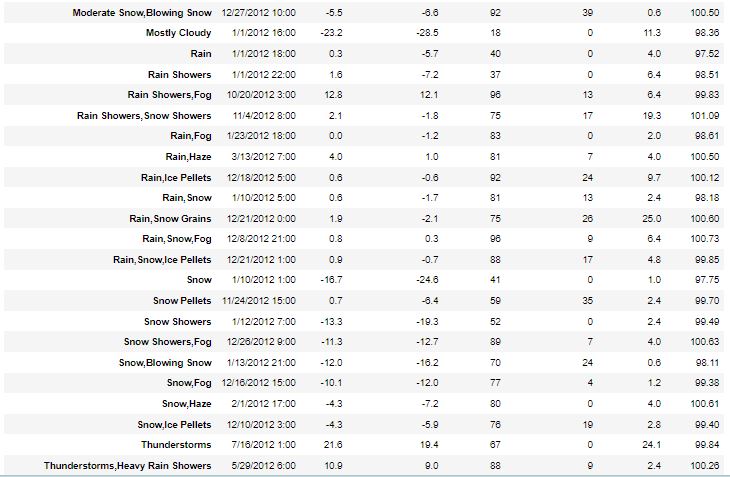 Moderate Snow,Blowing Snow 12/27/2012 10:00 -5.5 -6.6 92 39 0.6 100.50
Mostly Cloudy 1/1/2012 16:00 -23.2 -28.5 18 0 11.3 98.36
Rain 1/1/2012 18:00 0.3 -5.7 40 0 4.0 97.52
Rain Showers 1/1/2012 22:00 1.6 -7.2 37 0 6.4 98.51
Rain Showers,Fog 10/20/2012 3:00 12.8 12.1 96 13 6.4 99.83
Rain Showers,Snow Showers 11/4/2012 8:00 2.1 -1.8 75 17 19.3 101.09
Rain,Fog 1/23/2012 18:00 0.0 -1.2 83 0 2.0 98.61
Rain,Haze 3/13/2012 7:00 4.0 1.0 81 7 4.0 100.50
Rain,Ice Pellets 12/18/2012 5:00 0.6 -0.6 92 24 9.7 100.12
Rain,Snow 1/10/2012 5:00 0.6 -1.7 81 13 2.4 98.18
Rain,Snow Grains 12/21/2012 0:00 1.9 -2.1 75 26 25.0 100.60
Rain,Snow,Fog 12/8/2012 21:00 0.8 0.3 96 9 6.4 100.73
Rain,Snow,Ice Pellets 12/21/2012 1:00 0.9 -0.7 88 17 4.8 99.85
Snow 1/10/2012 1:00 -16.7 -24.6 41 0 1.0 97.75
Snow Pellets 11/24/2012 15:00 0.7 -6.4 59 35 2.4 99.70
Snow Showers 1/12/2012 7:00 -13.3 -19.3 52 0 2.4 99.49
Snow Showers,Fog 12/26/2012 9:00 -11.3 -12.7 89 7 4.0 100.63
Snow,Blowing Snow 1/13/2012 21:00 -12.0 -16.2 70 24 0.6 98.11
Snow,Fog 12/16/2012 15:00 -10.1 -12.0 77 4 1.2 99.38
Snow,Haze 2/1/2012 17:00 -4.3 -7.2 80 0 4.0 100.61
Snow,Ice Pellets 12/10/2012 3:00 -4.3 -5.9 76 19 2.8 99.40
Thunderstorms 7/16/2012 1:00 21.6 19.4 67 0 24.1 99.84
Thunderstorms,Heavy Rain Showers 5/29/2012 6:00 10.9 9.0 88 9 2.4 100.26